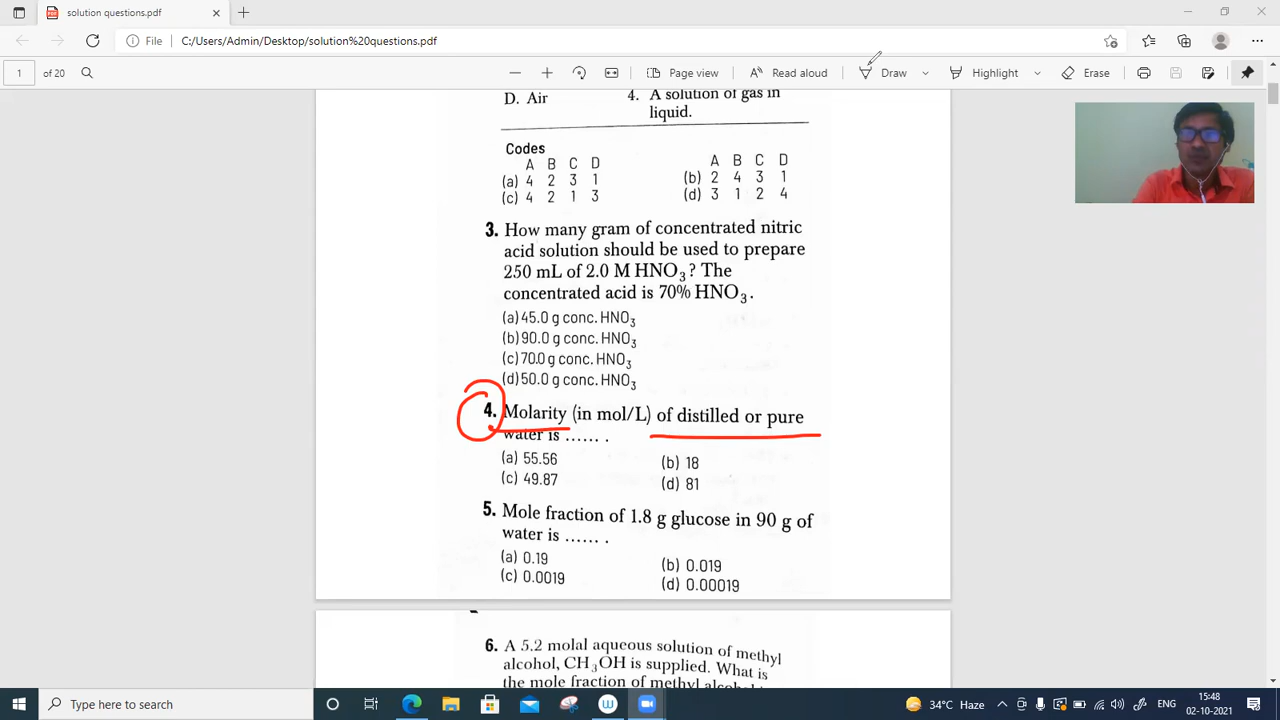 solution questions.pdf
File
C:/Users/Admin/Desktop/solution%20questions.pdf
1 of 20
Page view
Read aloud
Draw
Highlight
Erase
D. Air
4. A solution of gas in
liquid.
Codes
A B C D
(a) 4 2 3 1
(c) 4 2 1 3
A B C D
(b) 2 4 3 1
(d) 3 1 2 4
3. How many gram of concentrated nitric
acid solution should be used to prepare
250 mL of 2.0 M HNO₃? The
concentrated acid is 70% HNO₃.
(a) 45.0 g conc. HNO₃
(b) 90.0 g conc. HNO₃
(c) 70.0 g conc. HNO₃
(d) 50.0 g conc. HNO₃
4. Molarity (in mol/L) of distilled or pure
water is ...... .
(a) 55.56 (b) 18
(c) 49.87 (d) 81
5. Mole fraction of 1.8 g glucose in 90 g of
water is ...... .
(a) 0.19 (b) 0.019
(c) 0.0019 (d) 0.00019
6. A 5.2 molal aqueous solution of methyl
alcohol, CH₃OH is supplied. What is
the mole fraction of methyl alcohol
Type here to search
34°C Haze
ENG
15:48
02-10-2021